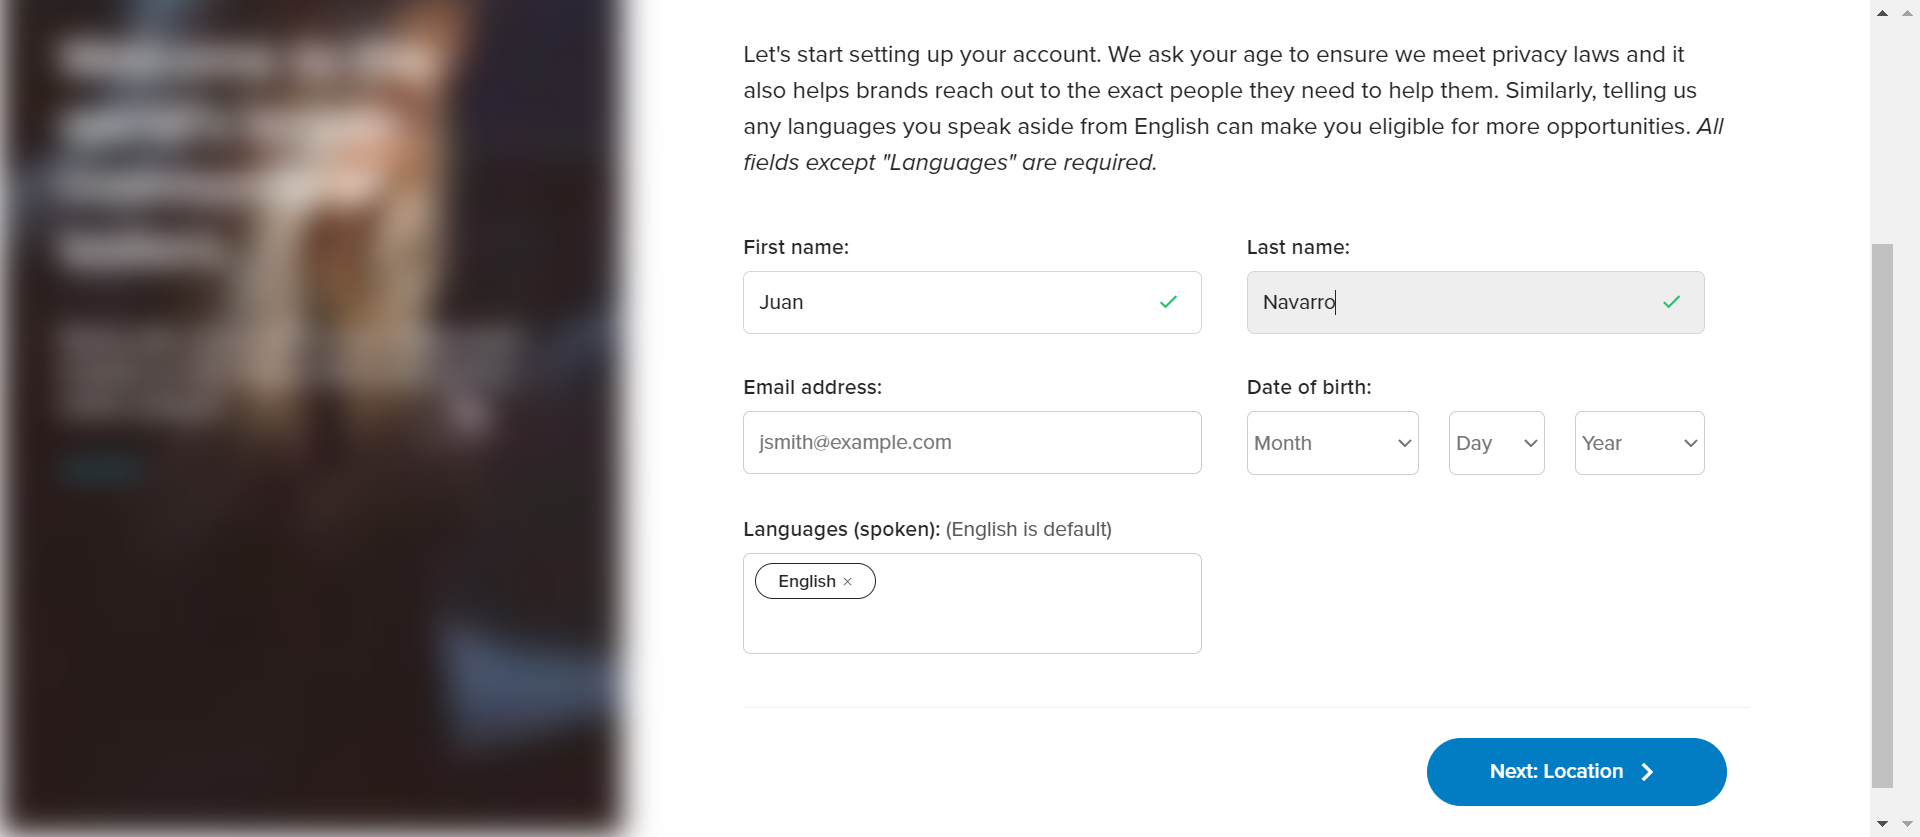 Let's start setting up your account. We ask your age to ensure we meet privacy laws and it
also helps brands reach out to the exact people they need to help them. Similarly, telling us
any languages you speak aside from English can make you eligible for more opportunities. All
fields except "Languages" are required.
First name:
Last name:
Juan
Navarro
Email address:
Date of birth:
jsmith@example.com
Month
Day
Year
Languages (spoken): (English is default)
English ×
Next: Location